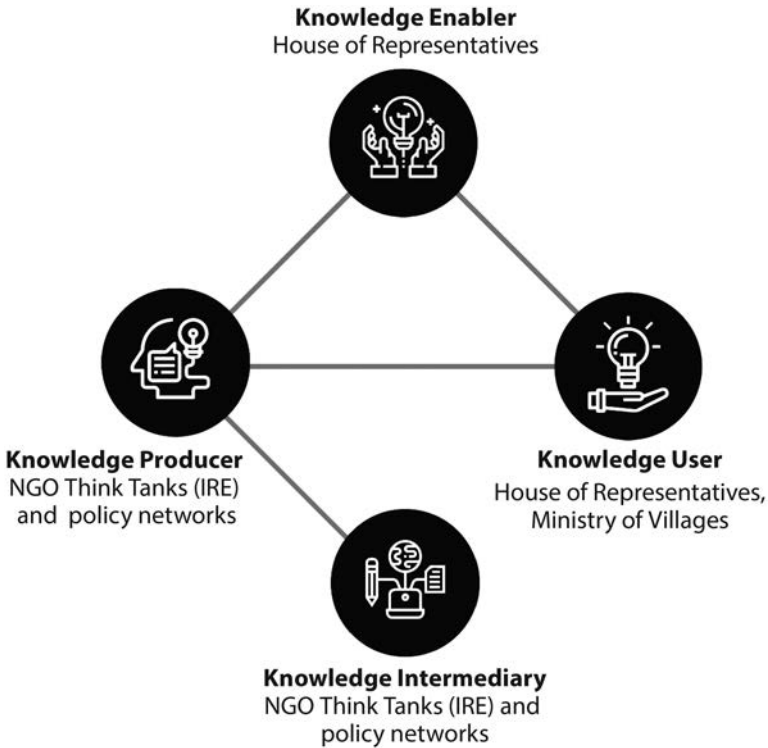 Knowledge Enabler
House of Representatives
Knowledge Producer
NGO Think Tanks (IRE)
and policy networks
Knowledge User
House of Representatives,
Ministry of Villages
Knowledge Intermediary
NGO Think Tanks (IRE) and
policy networks